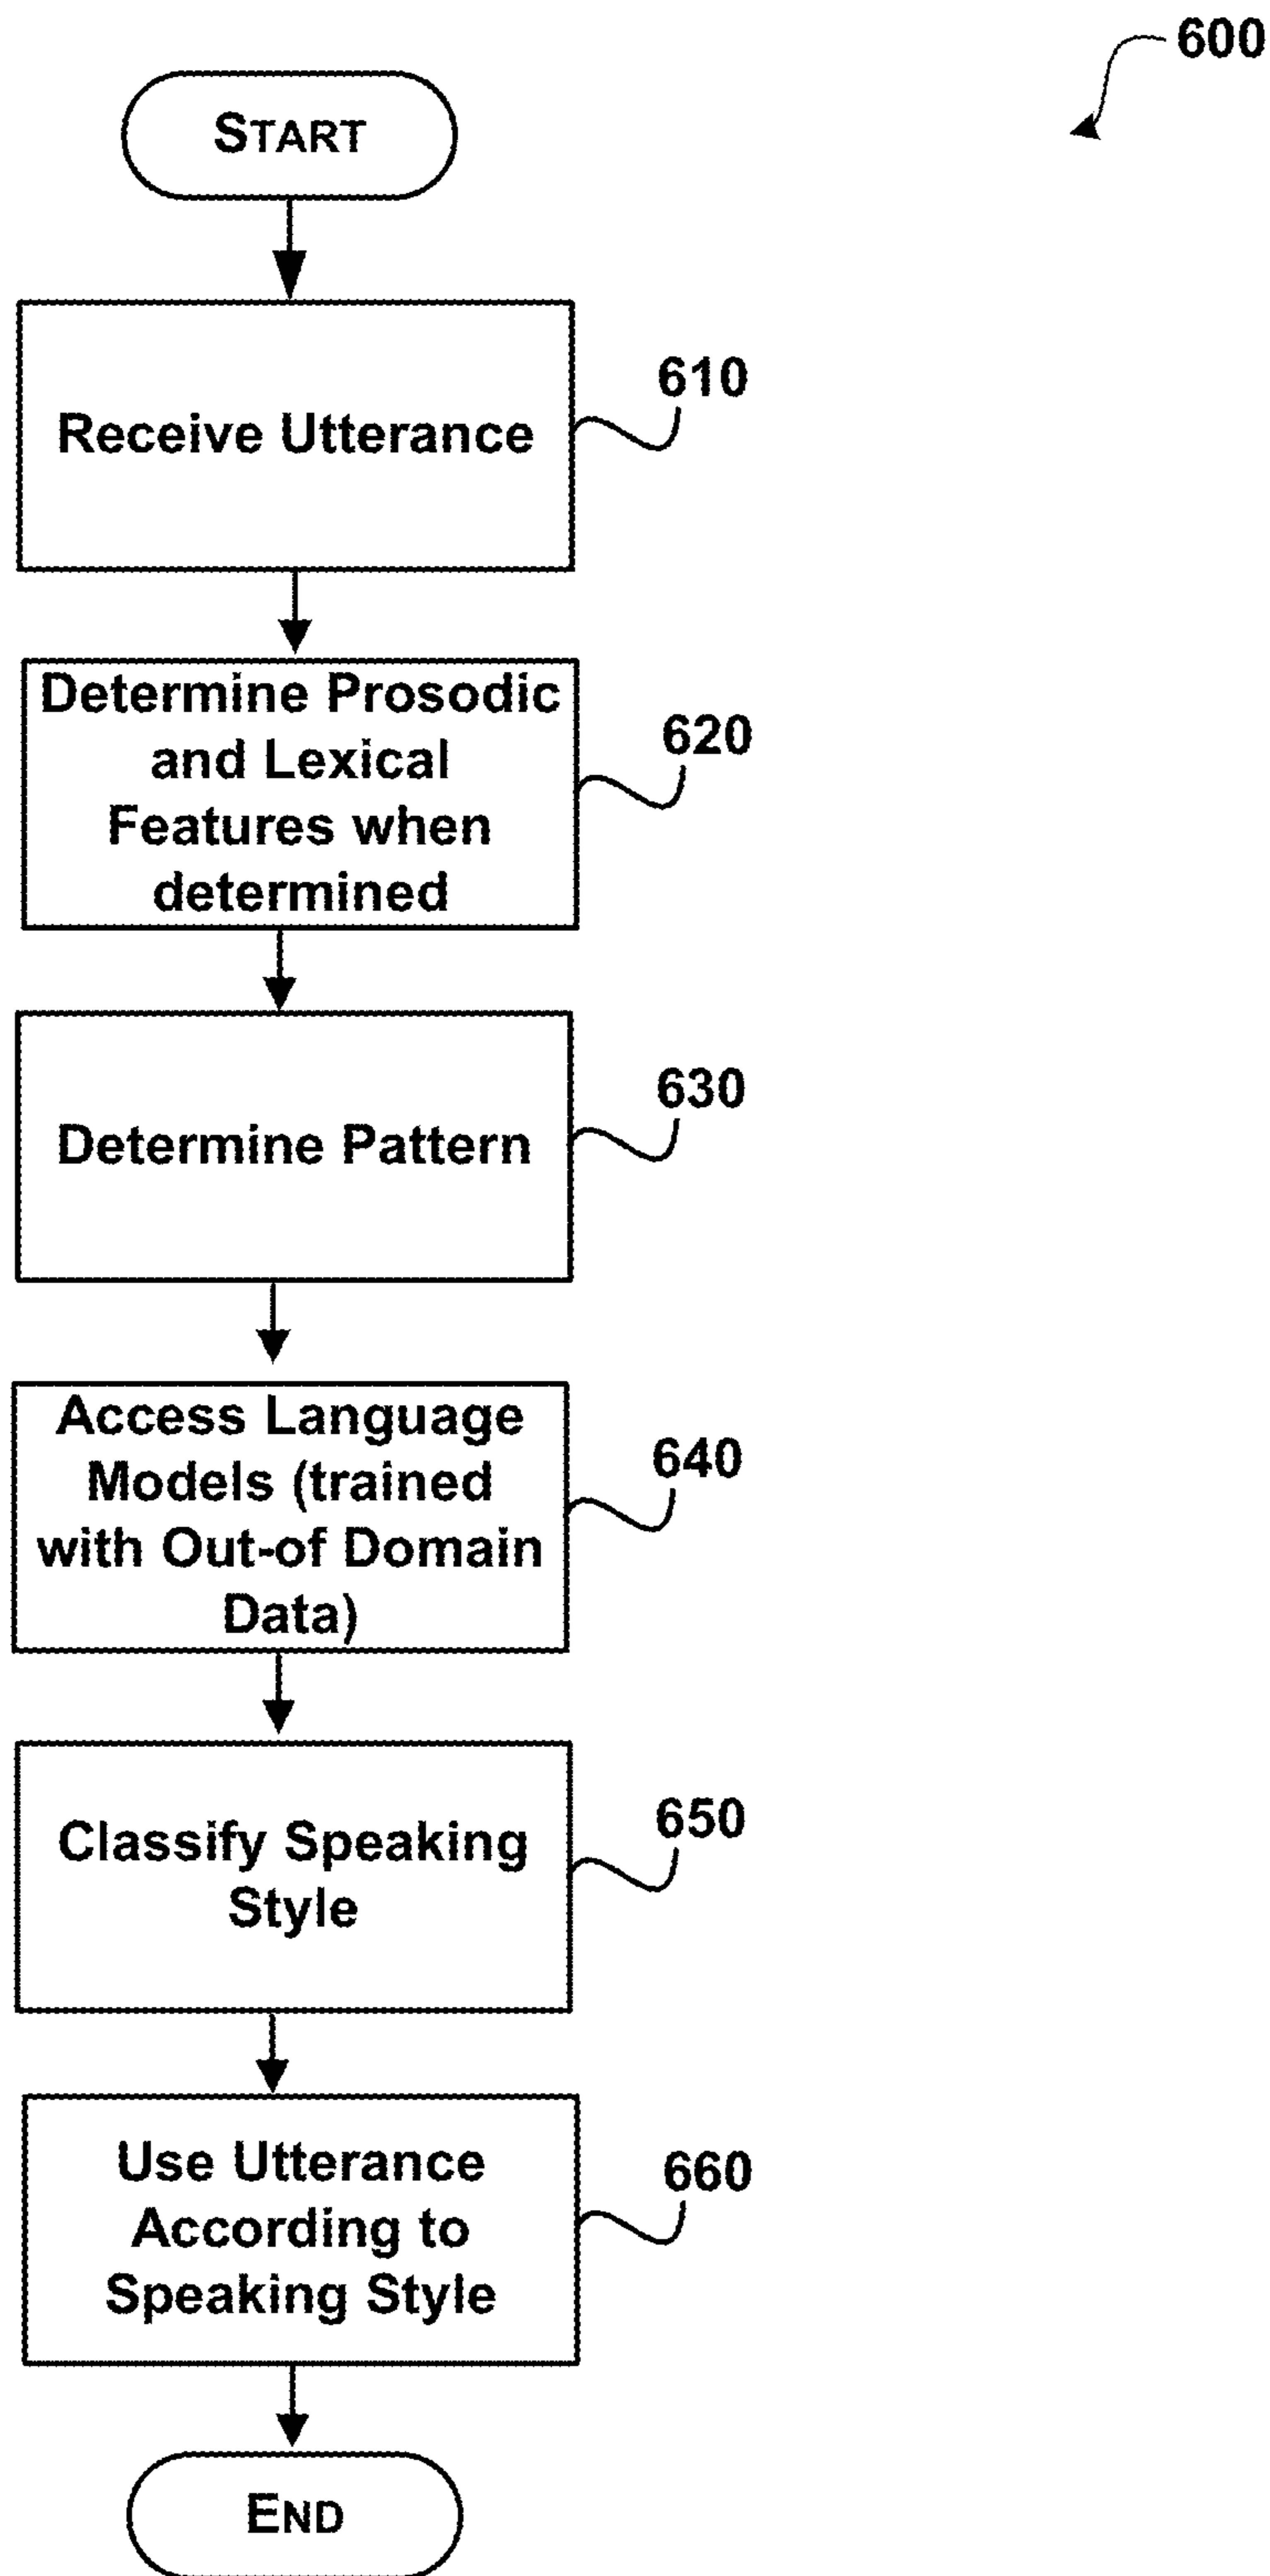 600
START
Receive Utterance
610
Determine Prosodic
and Lexical
Features when
determined
620
Determine Pattern
630
Access Language
Models (trained
with Out-of Domain
Data)
640
Classify Speaking
Style
650
Use Utterance
According to
Speaking Style
660
END